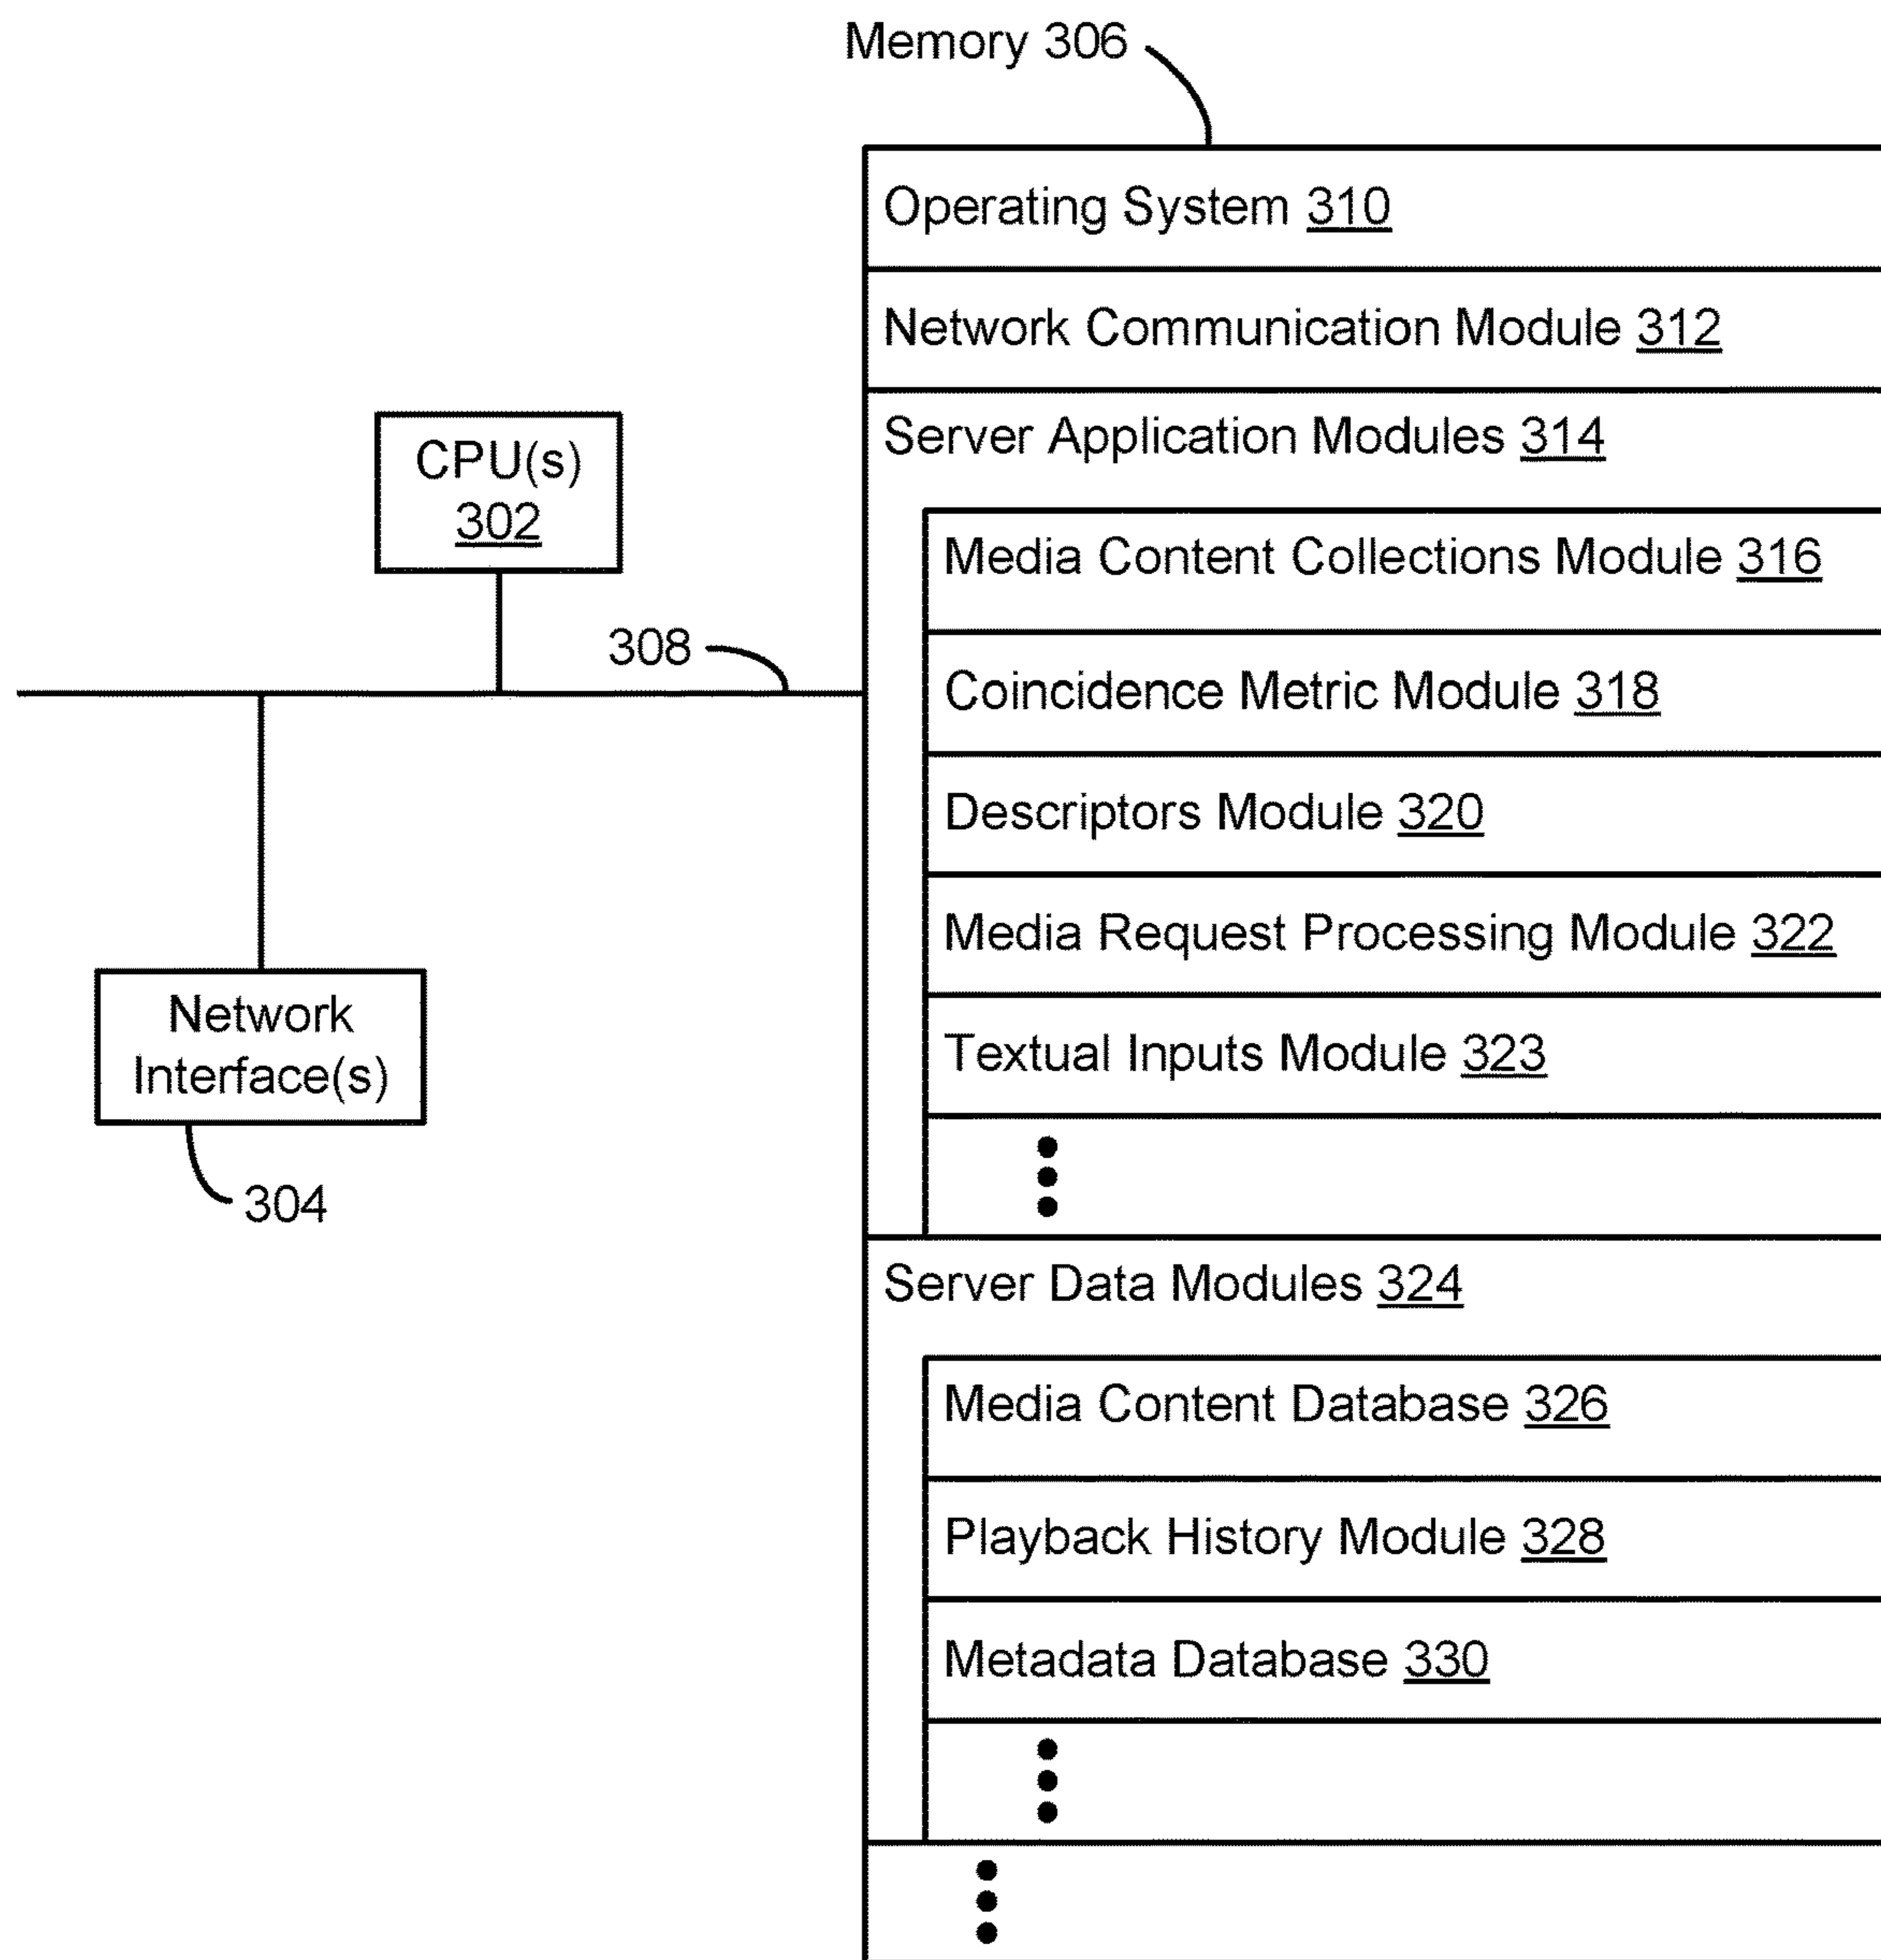 Memory 306
Operating System 310
Network Communication Module 312
Server Application Modules 314
Media Content Collections Module 316
Coincidence Metric Module 318
Descriptors Module 320
Media Request Processing Module 322
Textual Inputs Module 323
Server Data Modules 324
Media Content Database 326
Playback History Module 328
Metadata Database 330
CPU(s)
302
308
Network
Interface(s)
304